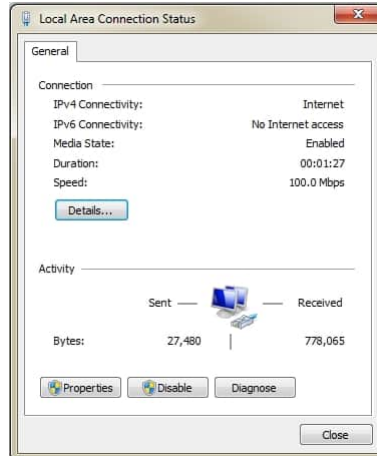 Local Area Connection Status
General
Connection
IPv4 Connectivity: Internet
IPv6 Connectivity: No Internet access
Media State: Enabled
Duration: 00:01:27
Speed: 100.0 Mbps
Details...
Activity
Sent Received
Bytes: 27,480 778,065
Properties Disable Diagnose
Close